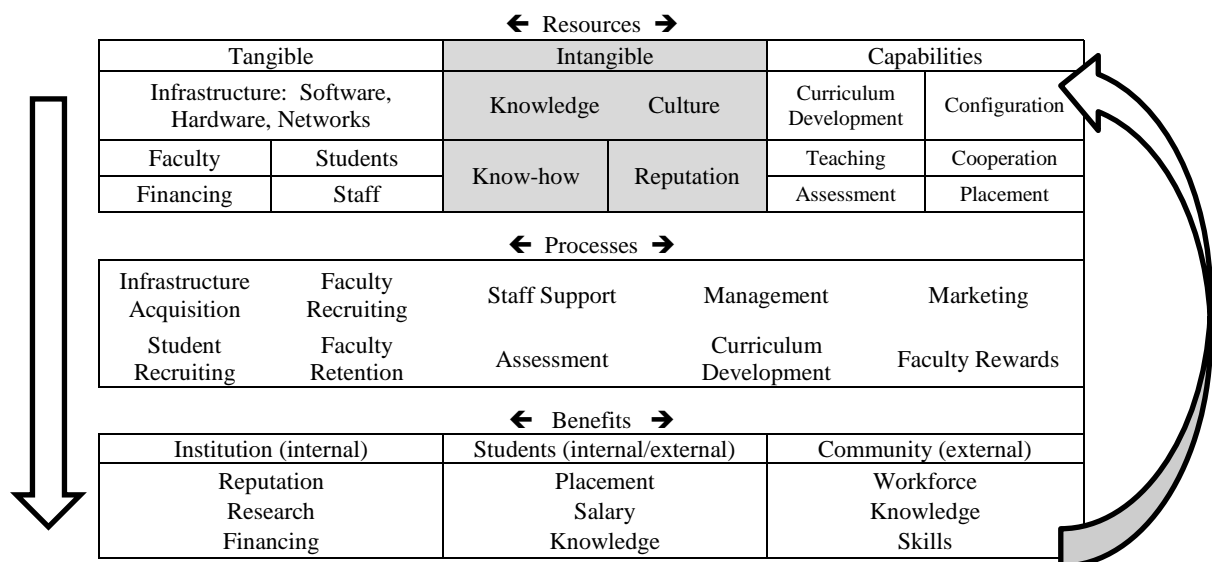 🡸 Resources 🡺
Tangible Intangible Capabilities
Infrastructure: Software,
Hardware, Networks
Knowledge Culture
Curriculum
Development
Configuration
Faculty Students
Know-how Reputation
Teaching Cooperation
Financing Staff
Assessment Placement
🡸 Processes 🡺
Infrastructure
Acquisition
Faculty
Recruiting
Staff Support
Management
Marketing
Student
Recruiting
Faculty
Retention
Assessment
Curriculum
Development
Faculty Rewards
🡸 Benefits 🡺
Institution (internal) Students (internal/external) Community (external)
Reputation Placement Workforce
Research Salary Knowledge
Financing Knowledge Skills